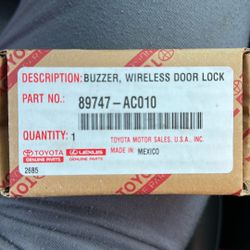 DESCRIPTION: BUZZER, WIRELESS DOOR LOCK
PART NO.: 89747-AC010
QUANTITY: 1
TOYOTA MOTOR SALES, U.S.A., INC.
TOYOTA LEXUS MADE IN MEXICO
GENUINE PARTS GENUINE PARTS
2685